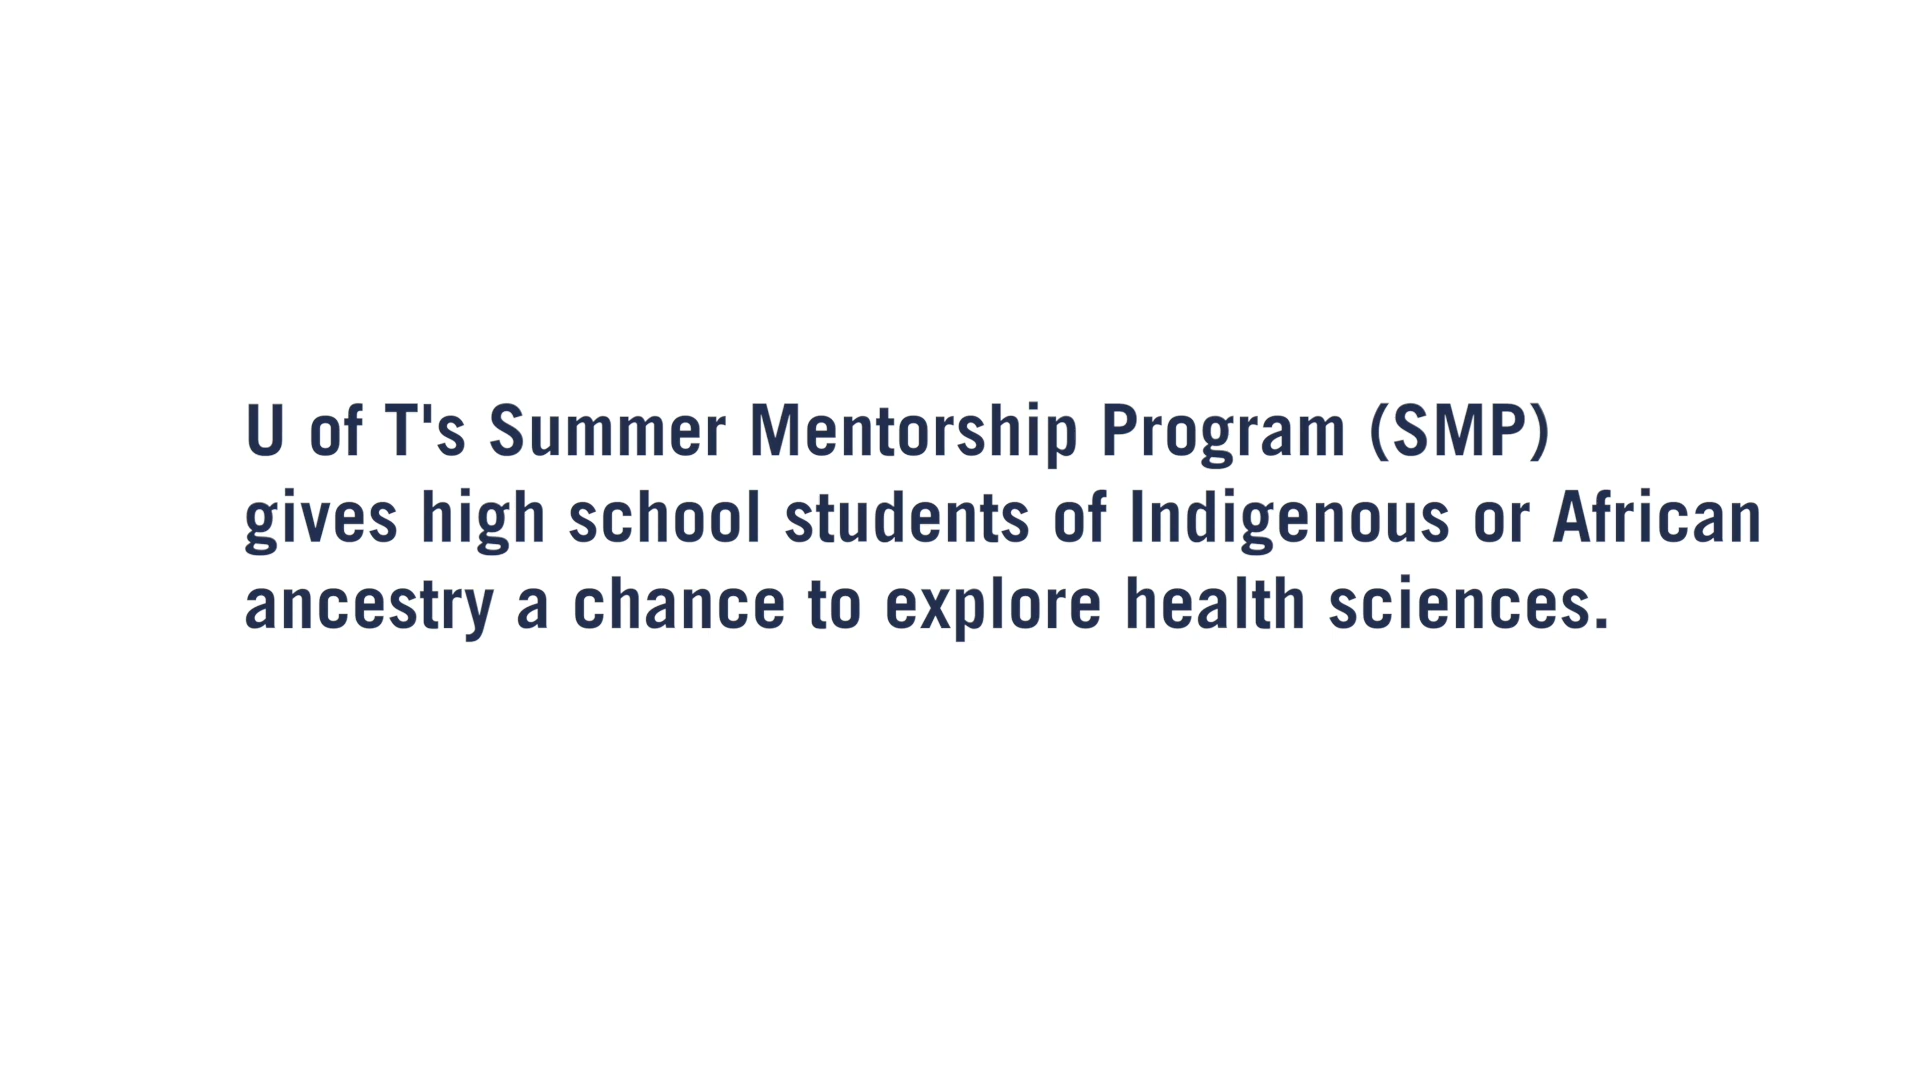 U of T's Summer Mentorship Program (SMP)
gives high school students of Indigenous or African
ancestry a chance to explore health sciences.